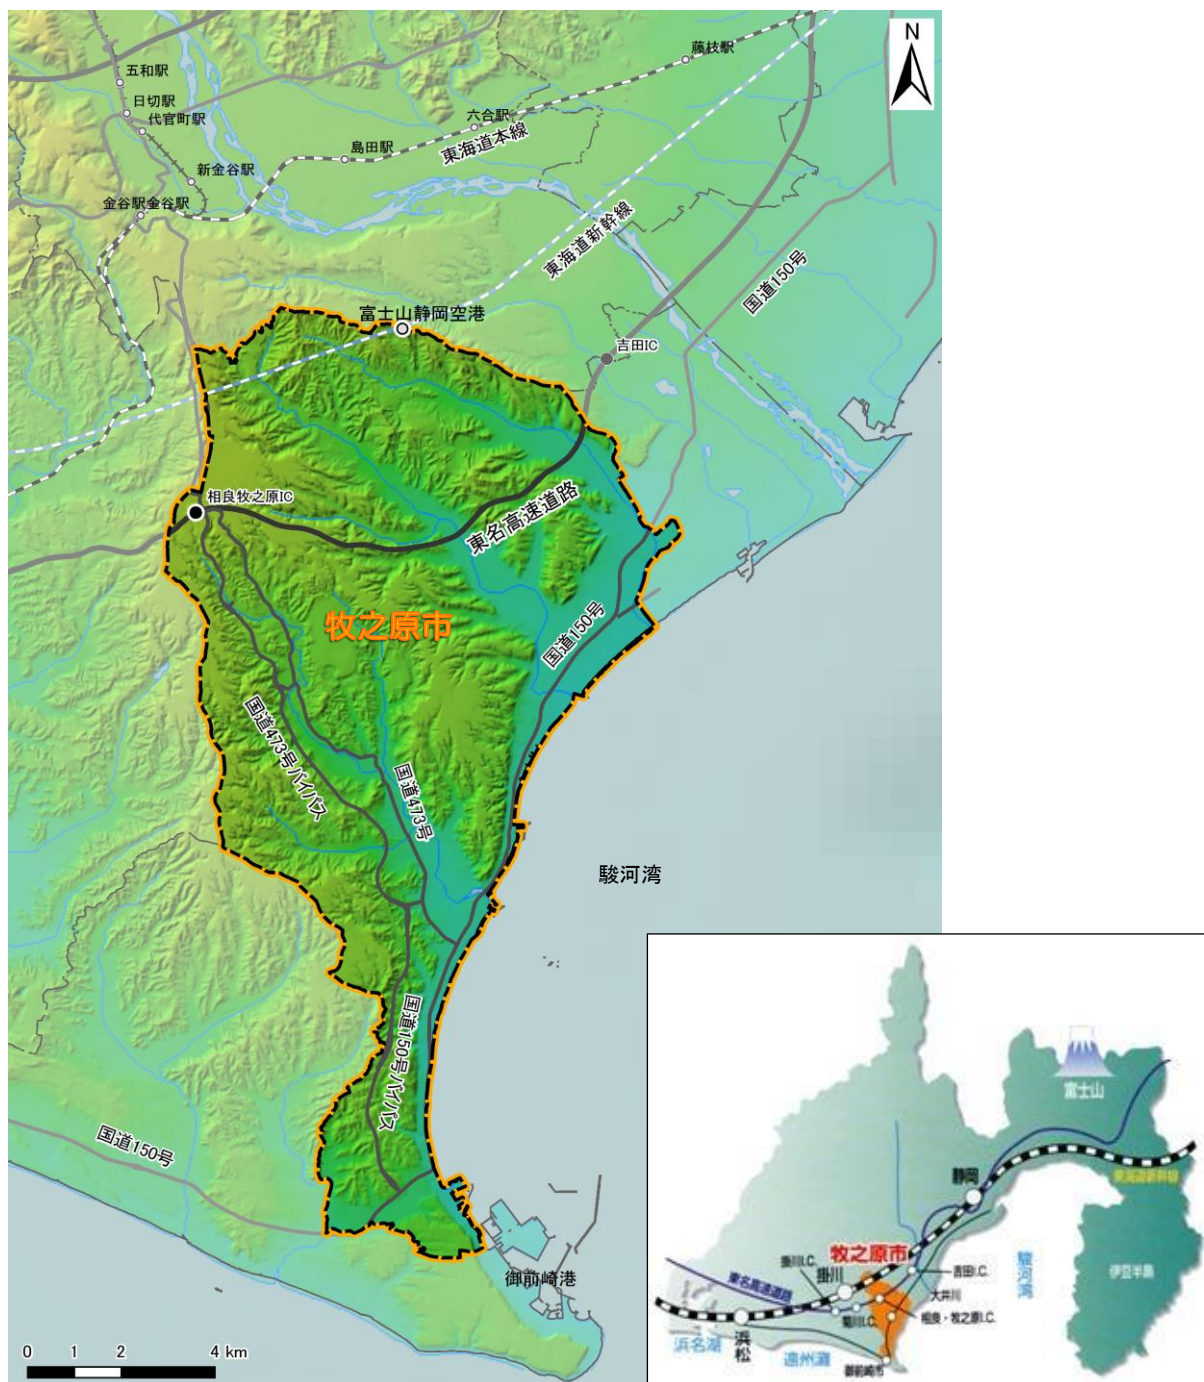 N
藤枝駅
五和駅
日切駅
代官町駅
六合駅
東海道本線
島田駅
新金谷駅
金谷駅金谷駅
東海道新幹線
国道150号
富士山静岡空港
吉田IC
相良牧之原IC
東名高速道路
牧之原市
国道150号
国道473号バイパス
国道473号
駿河湾
国道150号バイパス
国道150号
御前崎港
0 1 2 4 km
富士山
静岡
東海道新幹線
牧之原市
掛川I.C.
掛川
吉田I.C.
駿河湾
伊豆半島
東名高速道路
大井川
菊川I.C.
相良・牧之原I.C.
浜名湖
浜松
遠州灘
御前崎市